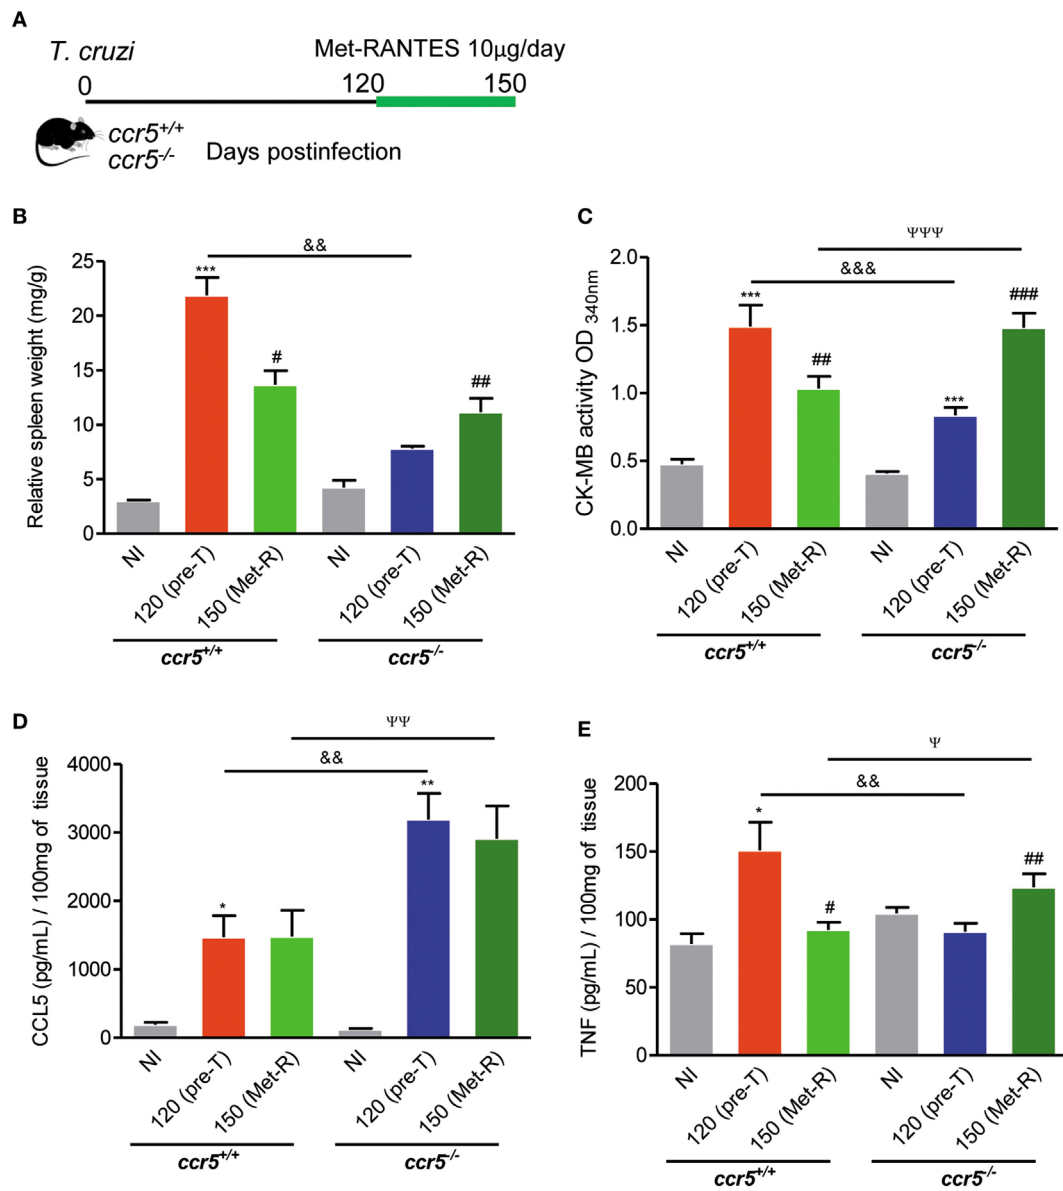 A
T. cruzi
Met-RANTES 10μg/day
0
120
150
ccr5+/+
ccr5-/-
Days postinfection
B
&&
***
#
##
25
20
15
10
5
0
Relative spleen weight (mg/g)
NI
120 (pre-T)
150 (Met-R)
NI
120 (pre-T)
150 (Met-R)
ccr5+/+
ccr5-/-
C
ΨΨΨ
&&&
***
##
***
###
2.0
1.5
1.0
0.5
0.0
CK-MB activity OD340nm
NI
120 (pre-T)
150 (Met-R)
NI
120 (pre-T)
150 (Met-R)
ccr5+/+
ccr5-/-
D
ΨΨ
&&
*
**
4000
3000
2000
1000
0
CCL5 (pg/mL) / 100mg of tissue
NI
120 (pre-T)
150 (Met-R)
NI
120 (pre-T)
150 (Met-R)
ccr5+/+
ccr5-/-
E
Ψ
&&
*
#
##
200
150
100
50
0
TNF (pg/mL) / 100mg of tissue
NI
120 (pre-T)
150 (Met-R)
NI
120 (pre-T)
150 (Met-R)
ccr5+/+
ccr5-/-